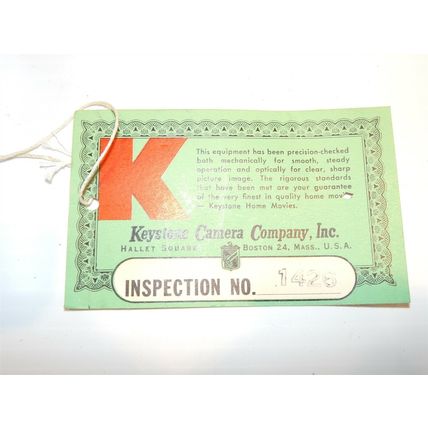 K
This equipment has been precision-checked
both mechanically for smooth, steady
operation and optically for clear, sharp
picture image. The rigorous standards
that have been met are your guarantee
of the very finest in quality home
— Keystone Home Movies.
Keystone Camera Company, Inc.
HALLET SQUARE BOSTON 24, MASS., U.S.A.
INSPECTION NO.